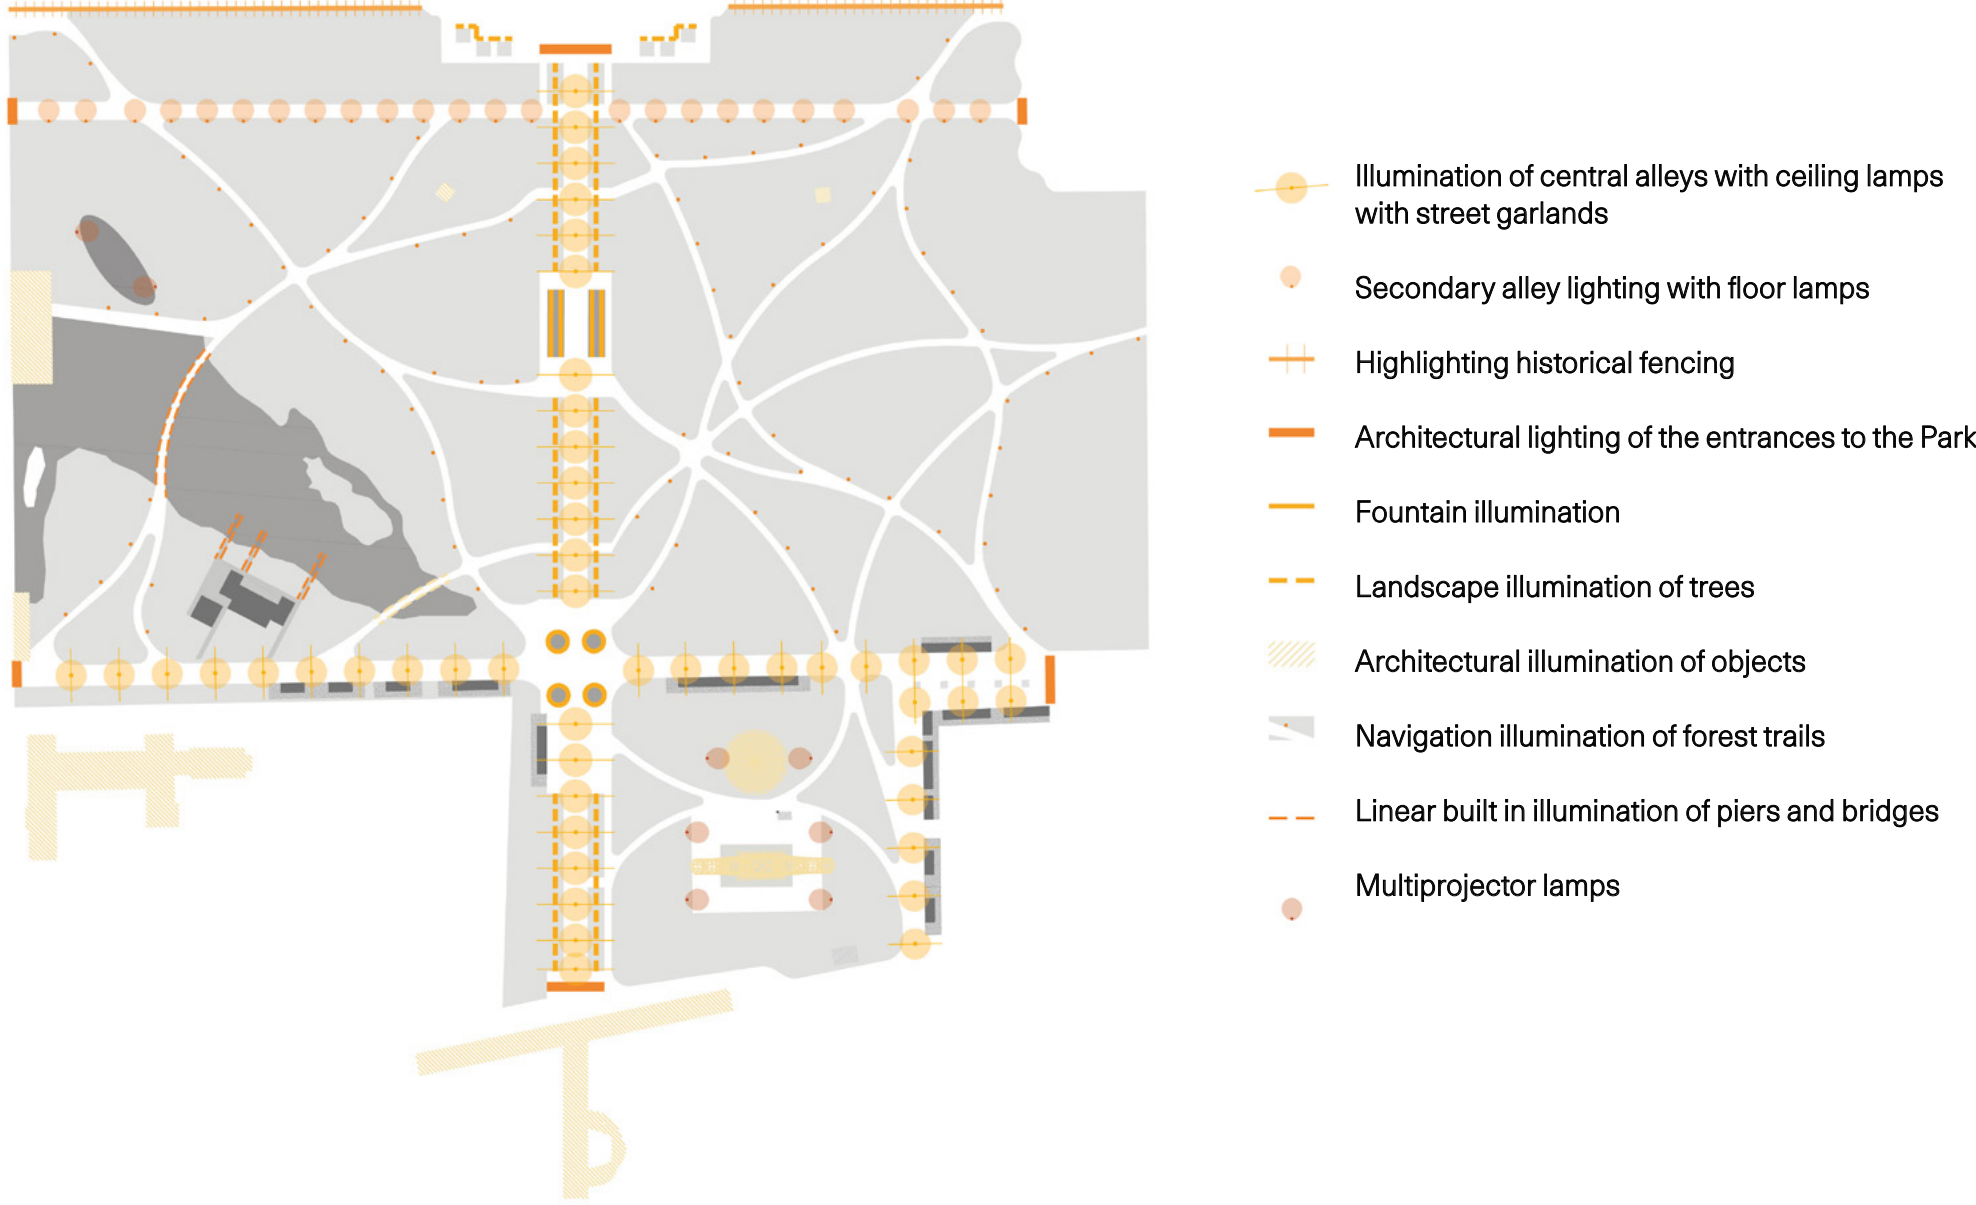 Illumination of central alleys with ceiling lamps
with street garlands
Secondary alley lighting with floor lamps
Highlighting historical fencing
Architectural lighting of the entrances to the Park
Fountain illumination
Landscape illumination of trees
Architectural illumination of objects
Navigation illumination of forest trails
Linear built in illumination of piers and bridges
Multiprojector lamps